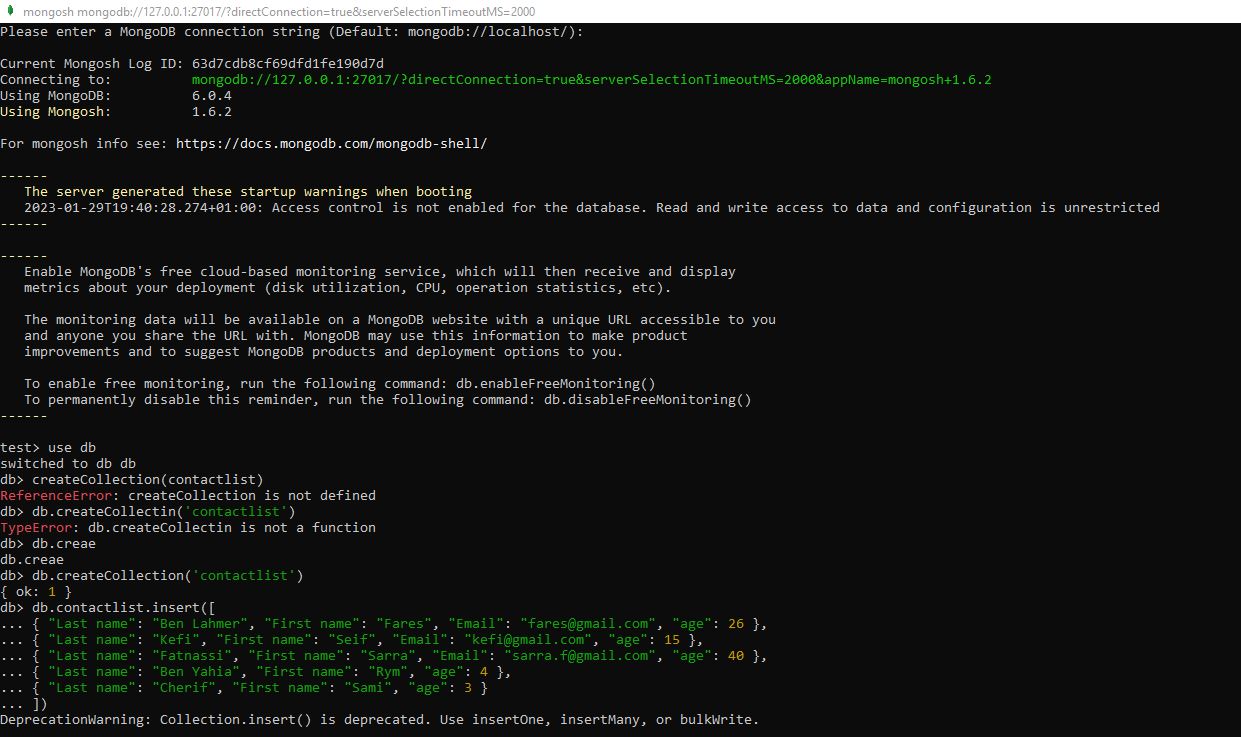 mongosh mongodb://127.0.0.1:27017/?directConnection=true&serverSelectionTimeoutMS=2000
Please enter a MongoDB connection string (Default: mongodb://localhost/):
Current Mongosh Log ID: 63d7cdb8cf69dfd1fe190d7d
Connecting to:          mongodb://127.0.0.1:27017/?directConnection=true&serverSelectionTimeoutMS=2000&appName=mongosh+1.6.2
Using MongoDB:          6.0.4
Using Mongosh:          1.6.2
For mongosh info see: https://docs.mongodb.com/mongodb-shell/
------
   The server generated these startup warnings when booting
   2023-01-29T19:40:28.274+01:00: Access control is not enabled for the database. Read and write access to data and configuration is unrestricted
------
------
   Enable MongoDB's free cloud-based monitoring service, which will then receive and display
   metrics about your deployment (disk utilization, CPU, operation statistics, etc).
   The monitoring data will be available on a MongoDB website with a unique URL accessible to you
   and anyone you share the URL with. MongoDB may use this information to make product
   improvements and to suggest MongoDB products and deployment options to you.
   To enable free monitoring, run the following command: db.enableFreeMonitoring()
   To permanently disable this reminder, run the following command: db.disableFreeMonitoring()
------
test> use db
switched to db db
db> createCollection(contactlist)
ReferenceError: createCollection is not defined
db> db.createCollectin('contactlist')
TypeError: db.createCollectin is not a function
db> db.creae
db.creae
db> db.createCollection('contactlist')
{ ok: 1 }
db> db.contactlist.insert([
... { "Last name": "Ben Lahmer", "First name": "Fares", "Email": "fares@gmail.com", "age": 26 },
... { "Last name": "Kefi", "First name": "Seif", "Email": "kefi@gmail.com", "age": 15 },
... { "Last name": "Fatnassi", "First name": "Sarra", "Email": "sarra.f@gmail.com", "age": 40 },
... { "Last name": "Ben Yahia", "First name": "Rym", "age": 4 },
... { "Last name": "Cherif", "First name": "Sami", "age": 3 }
... ])
DeprecationWarning: Collection.insert() is deprecated. Use insertOne, insertMany, or bulkWrite.